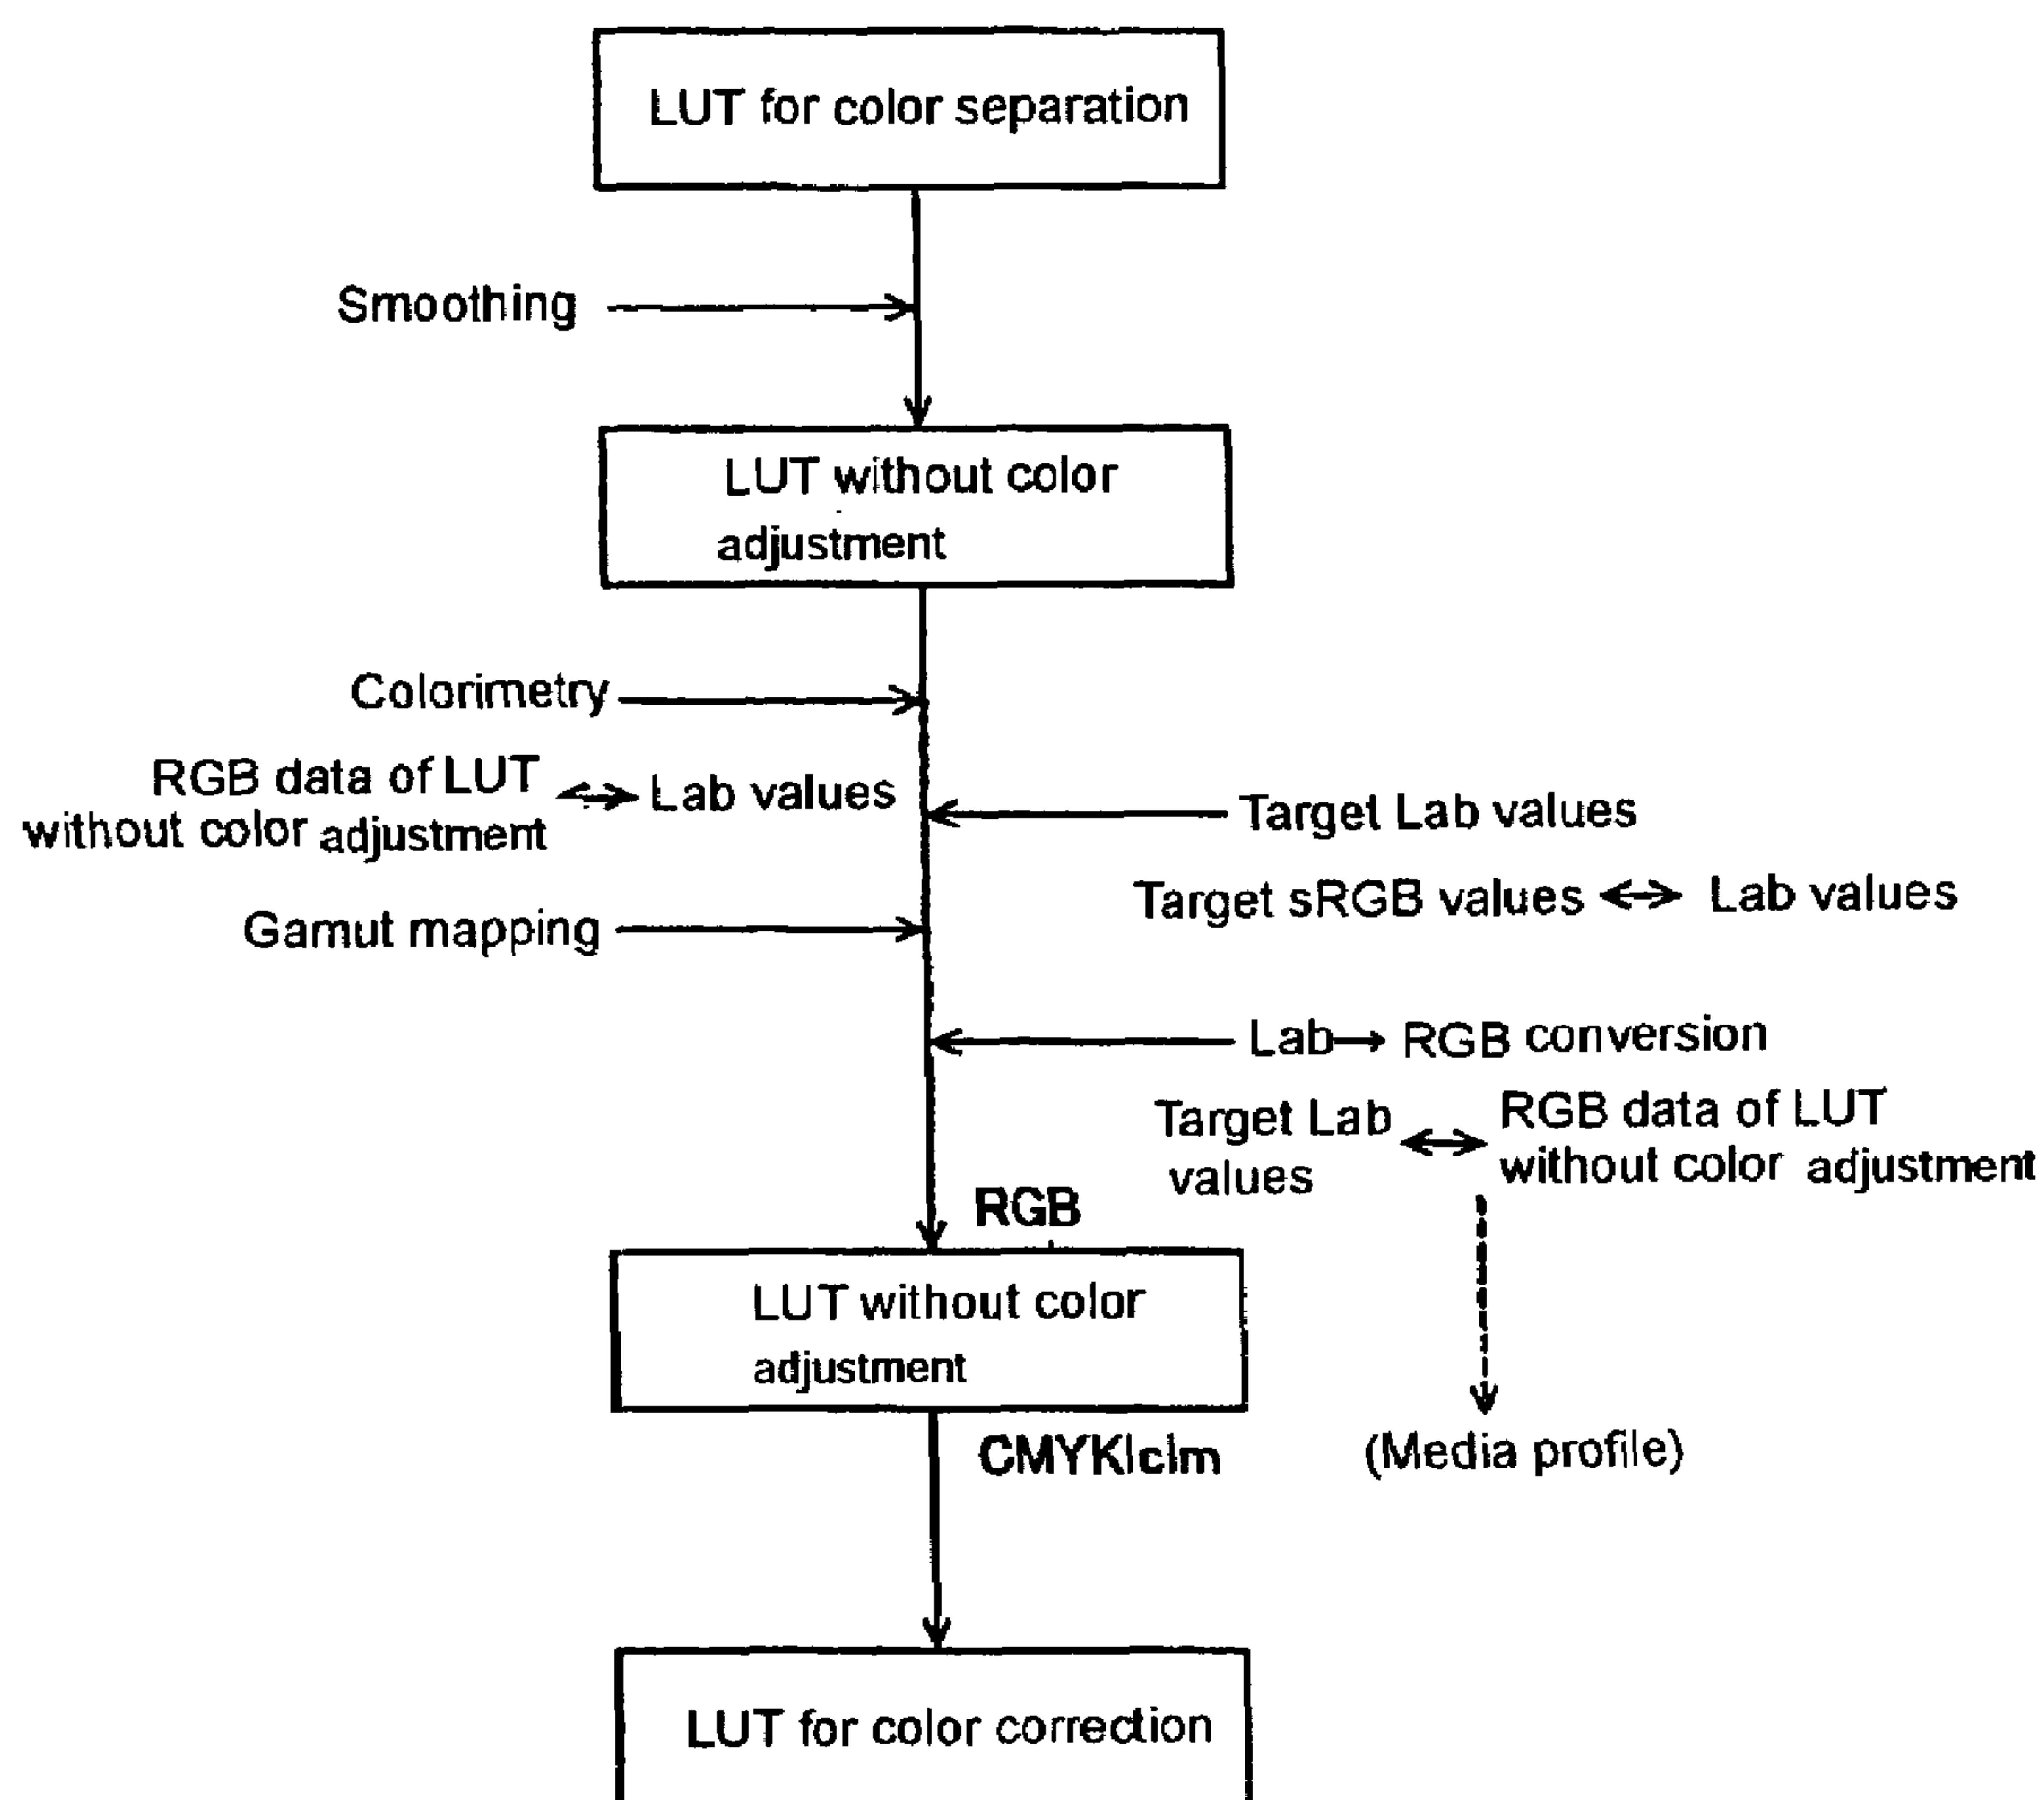 LUT for color separation
Smoothing
LUT without color
adjustment
Colorimetry
RGB data of LUT
without color adjustment
Lab values
Target Lab values
Target sRGB values
Lab values
Gamut mapping
Lab → RGB conversion
Target Lab
values
RGB data of LUT
without color adjustment
RGB
LUT without color
adjustment
CMYKlclm
(Media profile)
LUT for color correction